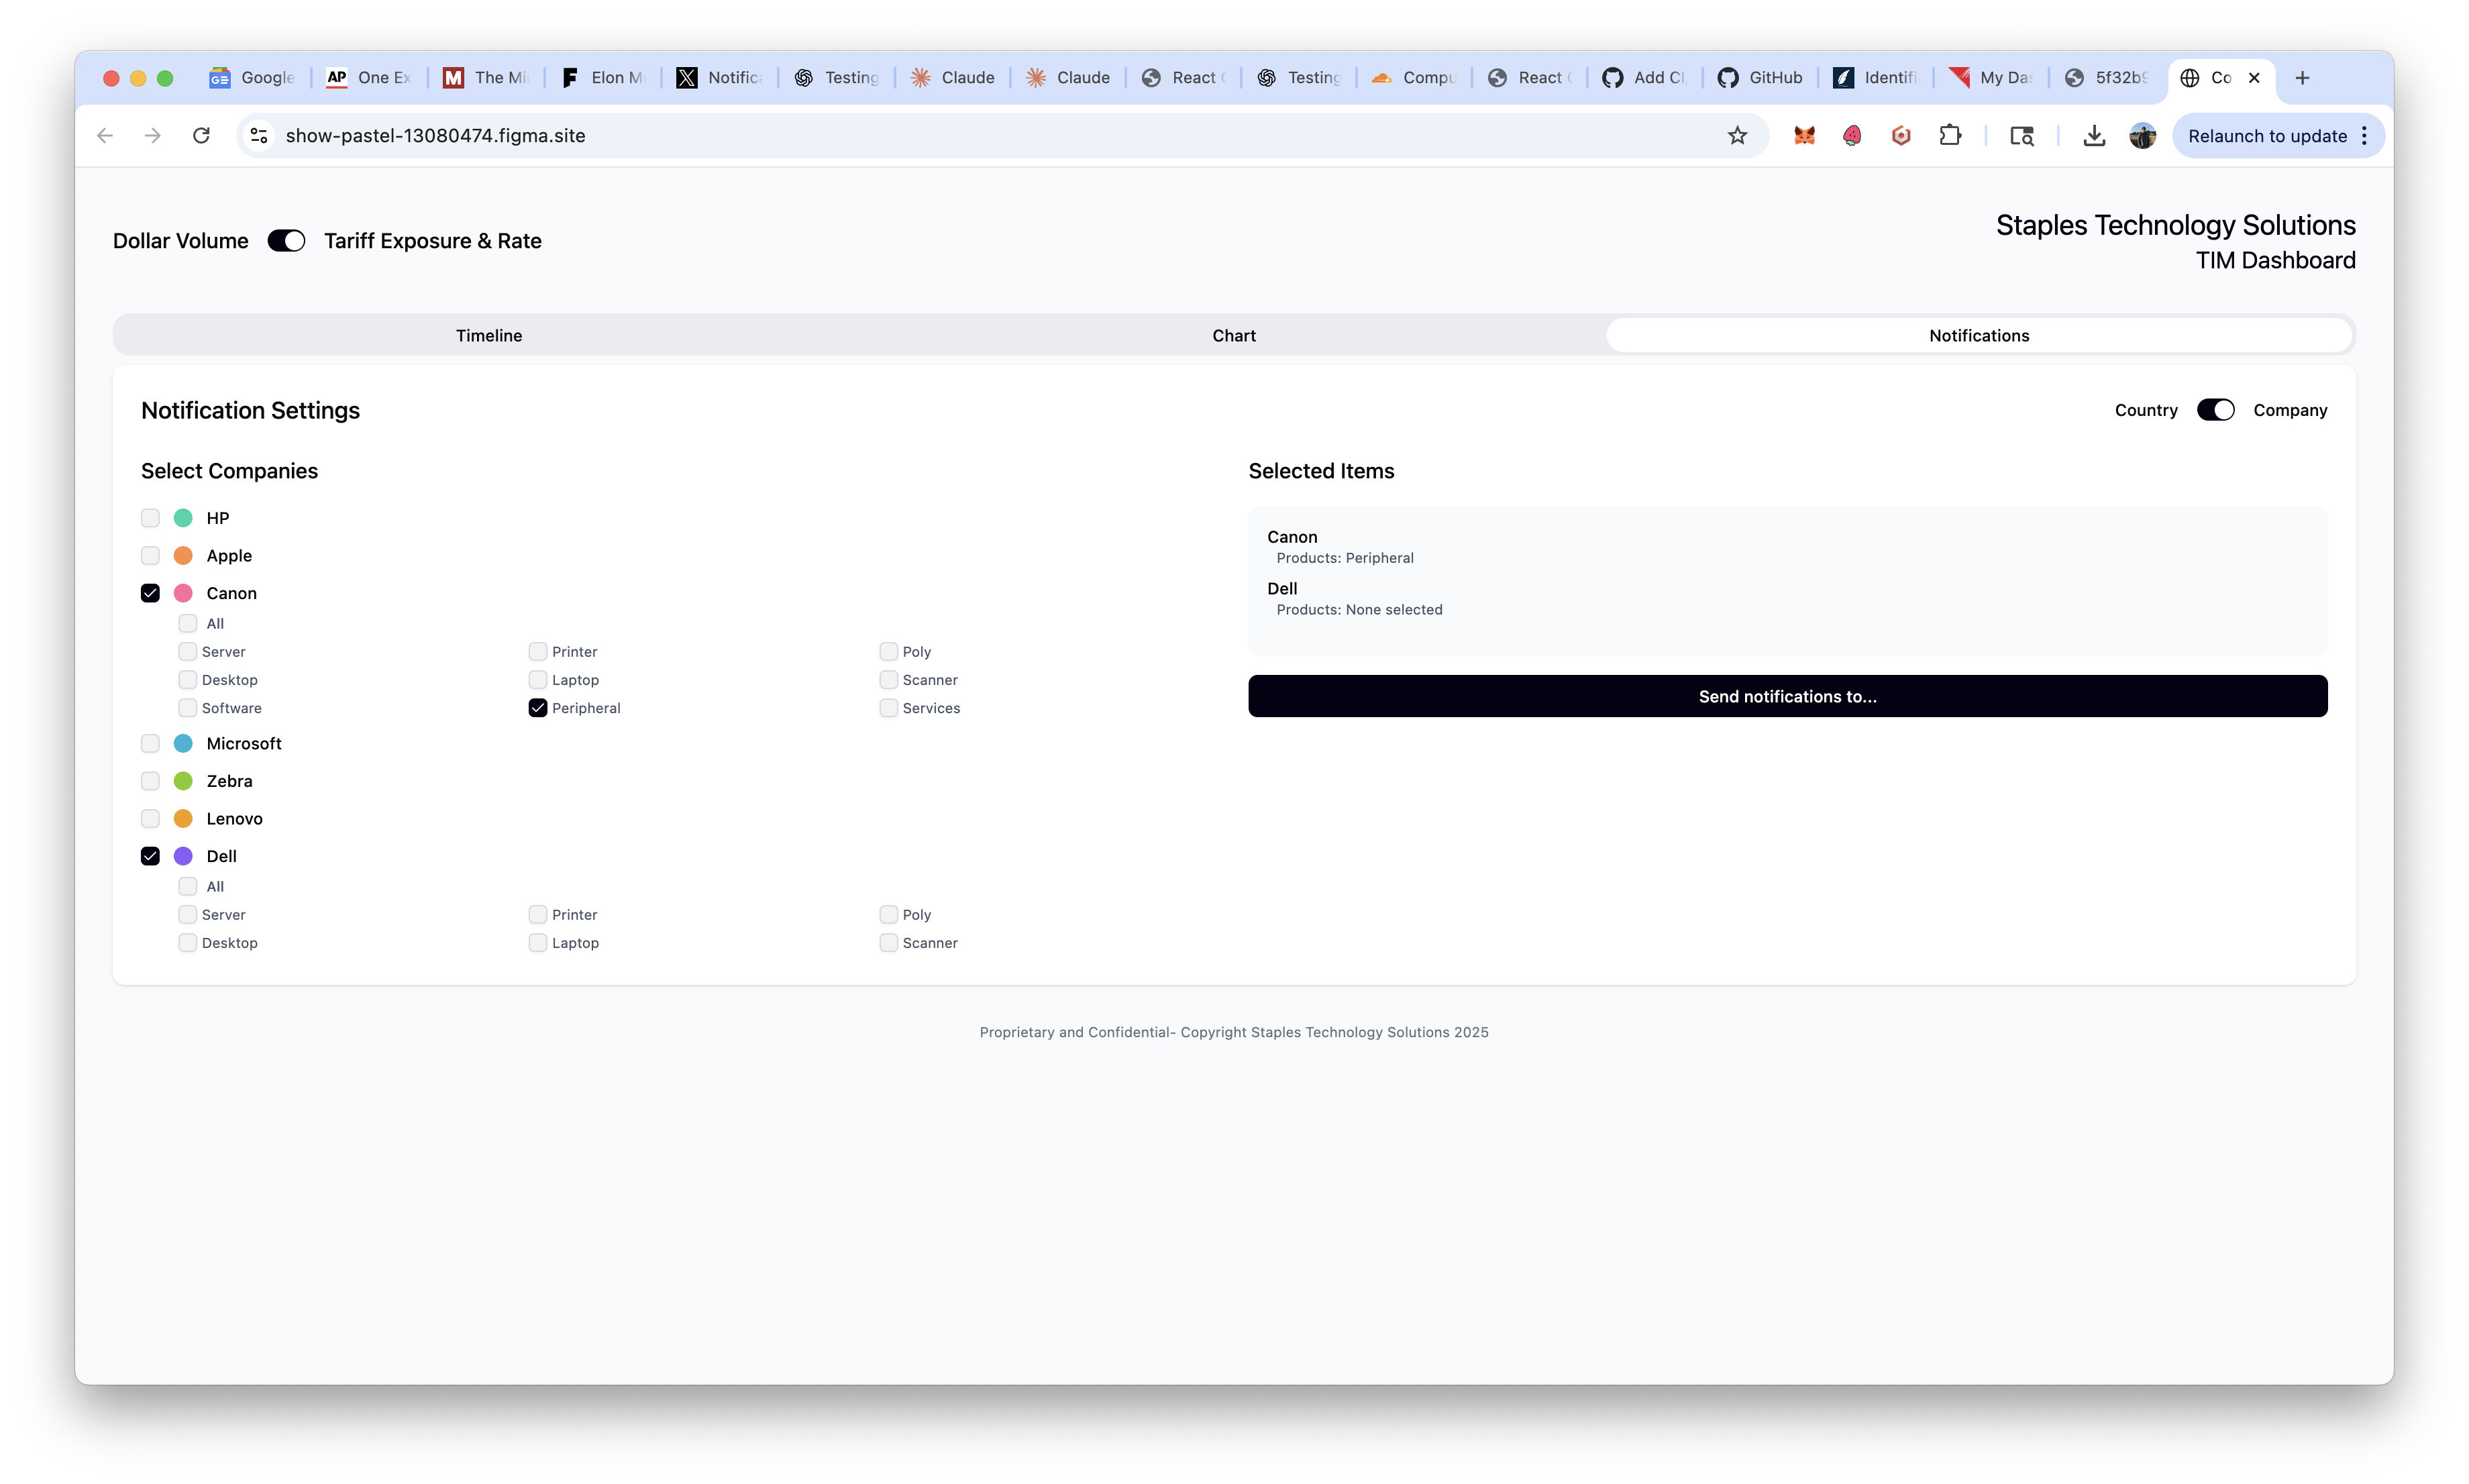 Google
AP One Ex
M The Mi
Elon M
X Notific
Testing
Claude
Claude
React
Testing
Compu
React
Add Cl
GitHub
Identifi
My Das
5f32b9
Co
show-pastel-13080474.figma.site
Relaunch to update
Dollar Volume Tariff Exposure & Rate
Staples Technology Solutions
TIM Dashboard
Timeline Chart Notifications
Notification Settings
Country Company
Select Companies
HP
Apple
Canon
All
Server Printer Poly
Desktop Laptop Scanner
Software Peripheral Services
Microsoft
Zebra
Lenovo
Dell
All
Server Printer Poly
Desktop Laptop Scanner
Selected Items
Canon
Products: Peripheral
Dell
Products: None selected
Send notifications to...
Proprietary and Confidential- Copyright Staples Technology Solutions 2025